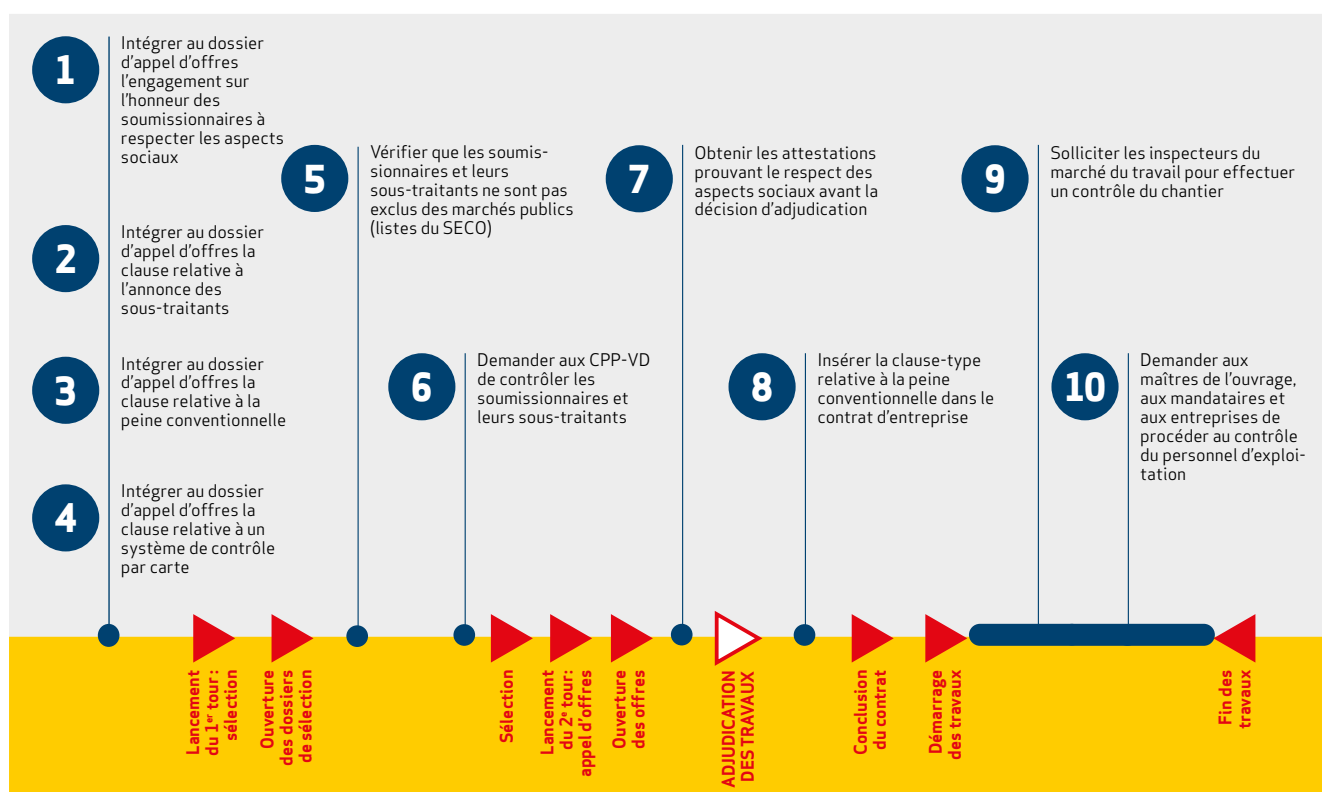 1
Intégrer au dossier
d'appel d'offres
l'engagement sur
l'honneur des
soumissionnaires à
respecter les aspects
sociaux
2
Intégrer au dossier
d'appel d'offres la
clause relative à
l'annonce des
sous-traitants
3
Intégrer au dossier
d'appel d'offres la
clause relative à la
peine conventionnelle
4
Intégrer au dossier
d'appel d'offres la
clause relative à un
système de contrôle
par carte
5
Vérifier que les soumis-
sionnaires et leurs
sous-traitants ne sont pas
exclus des marchés publics
(listes du SECO)
6
Demander aux CPP-VD
de contrôler les
soumissionnaires et
leurs sous-traitants
7
Obtenir les attestations
prouvant le respect des
aspects sociaux avant la
décision d'adjudication
8
Insérer la clause-type
relative à la peine
conventionnelle dans le
contrat d'entreprise
9
Solliciter les inspecteurs du
marché du travail pour effectuer
un contrôle du chantier
10
Demander aux
maîtres de l'ouvrage,
aux mandataires et
aux entreprises de
procéder au contrôle
du personnel d'exploi-
tation
Lancement
du 1er tour :
sélection
Ouverture
des dossiers
de sélection
Sélection
Lancement
du 2e tour :
appel d'offres
Ouverture
des offres
ADJUDICATION
DES TRAVAUX
Conclusion
du contrat
Démarrage
des travaux
Fin des
travaux